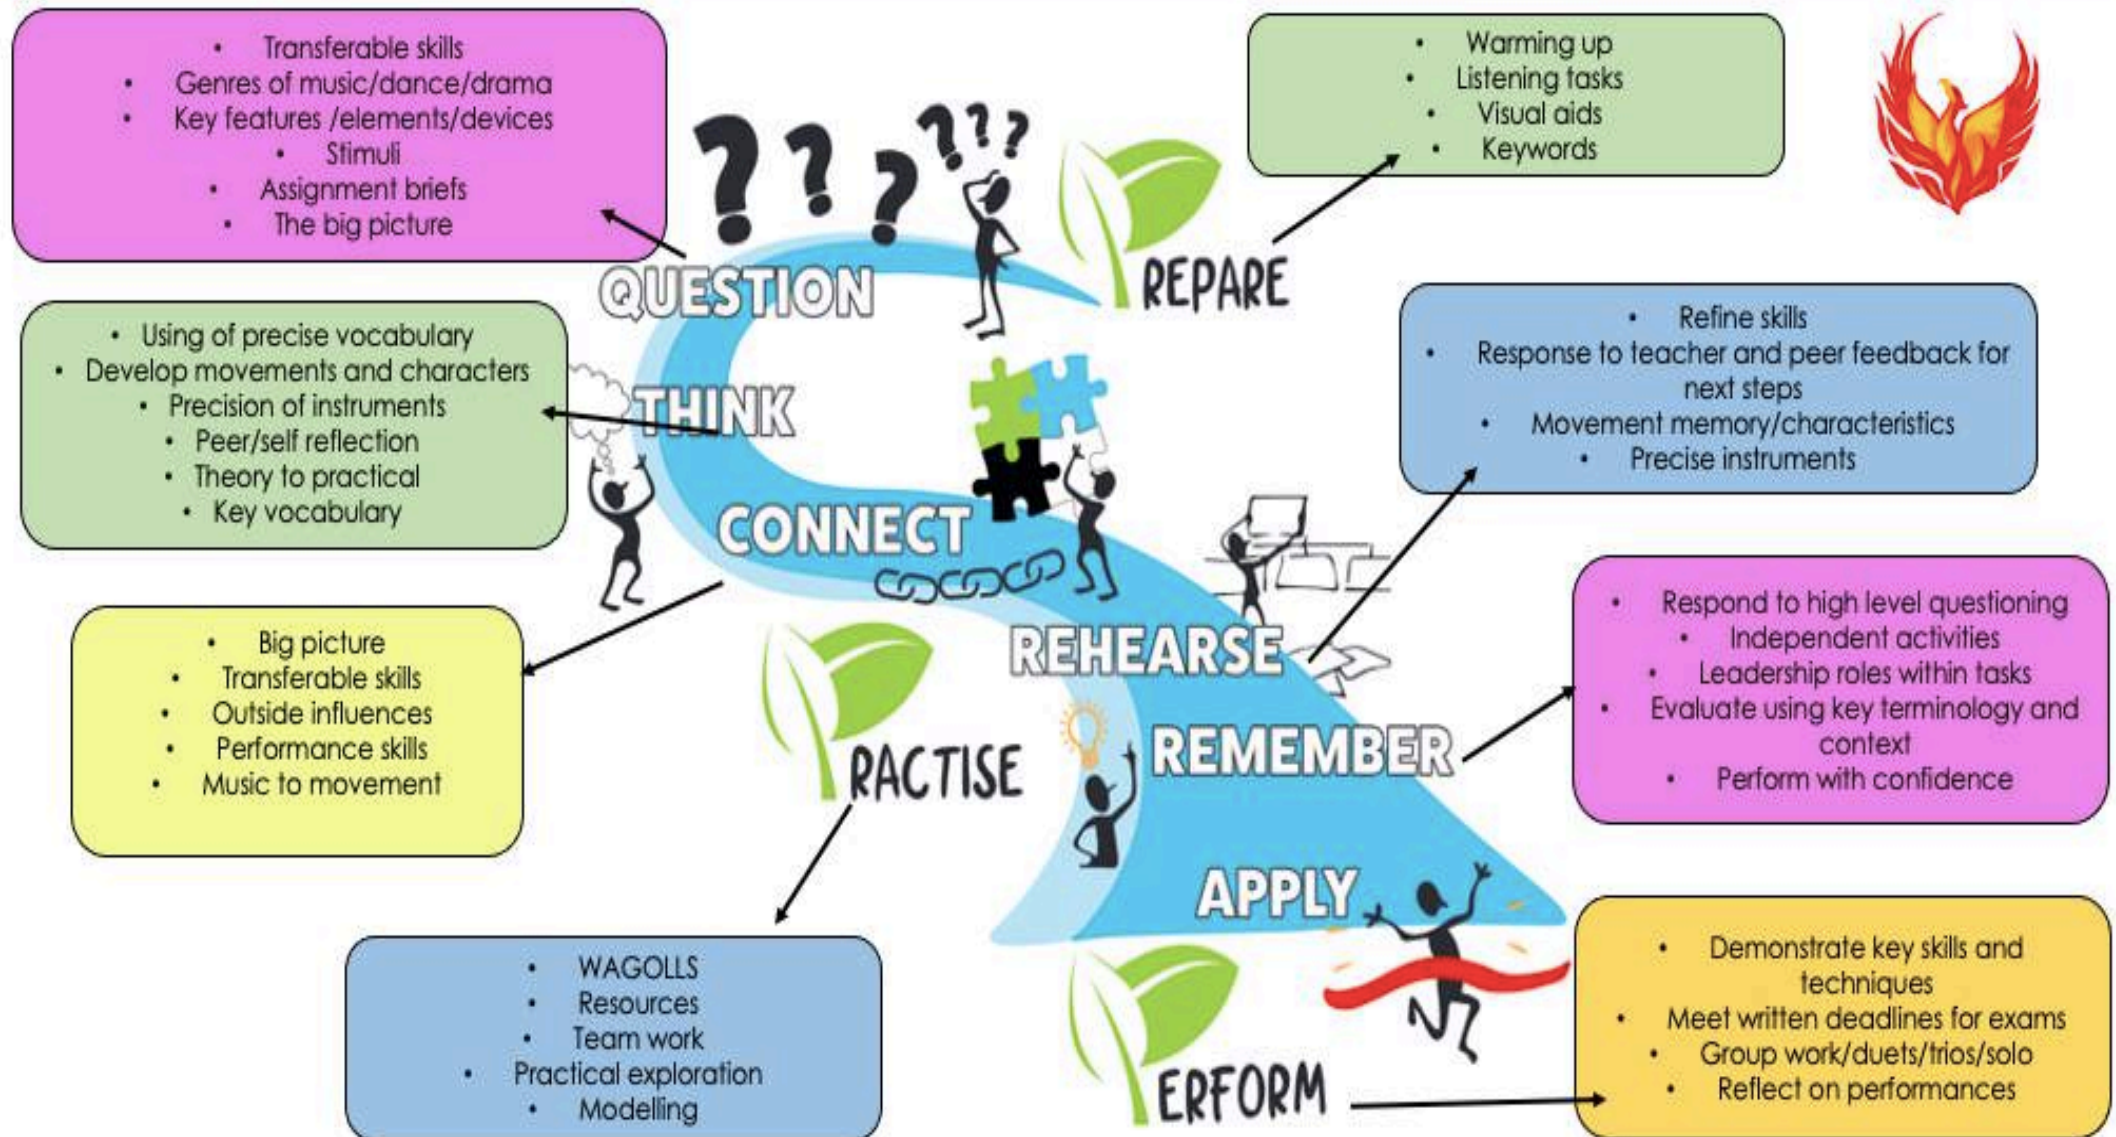 • Transferable skills
• Genres of music/dance/drama
• Key features /elements/devices
• Stimuli
• Assignment briefs
• The big picture
• Warming up
• Listening tasks
• Visual aids
• Keywords
? ? ? ? ? ?
REPARE
QUESTION
• Using of precise vocabulary
• Develop movements and characters
• Precision of instruments
• Peer/self reflection
• Theory to practical
• Key vocabulary
THINK
• Refine skills
• Response to teacher and peer feedback for
next steps
• Movement memory/characteristics
• Precise instruments
CONNECT
• Big picture
• Transferable skills
• Outside influences
• Performance skills
• Music to movement
REHEARSE
• Respond to high level questioning
• Independent activities
• Leadership roles within tasks
• Evaluate using key terminology and
context
• Perform with confidence
RACTISE
REMEMBER
• WAGOLLS
• Resources
• Team work
• Practical exploration
• Modelling
APPLY
ERFORM
• Demonstrate key skills and
techniques
• Meet written deadlines for exams
• Group work/duets/trios/solo
• Reflect on performances